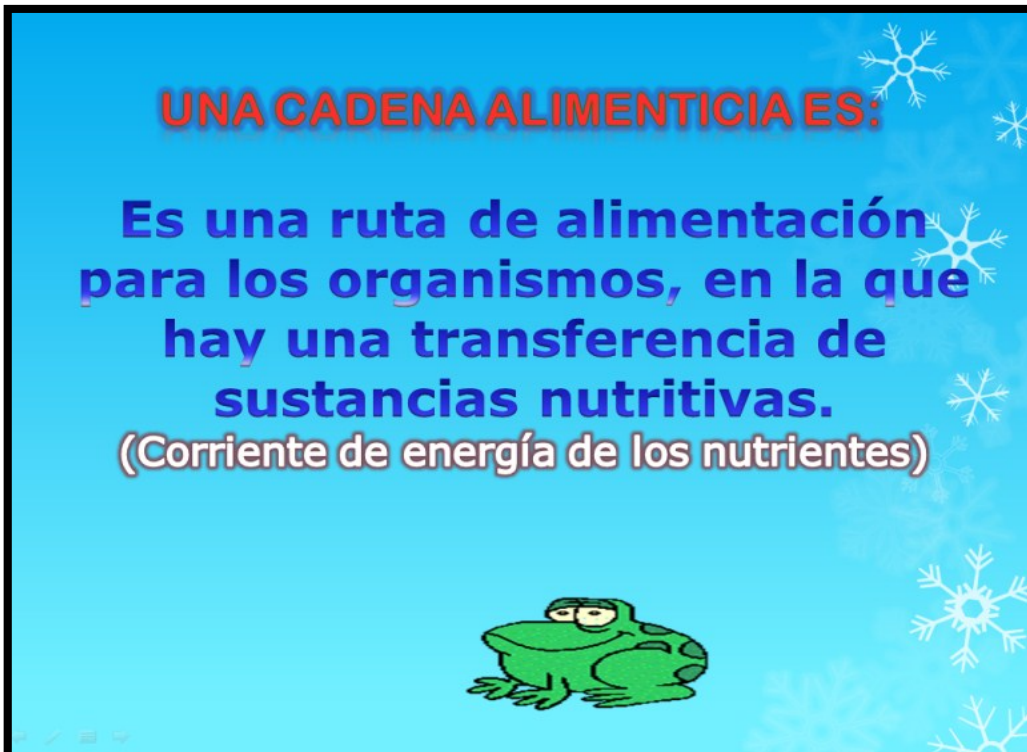 UNA CADENA ALIMENTICIA ES:
Es una ruta de alimentación
para los organismos, en la que
hay una transferencia de
sustancias nutritivas.
(Corriente de energía de los nutrientes)